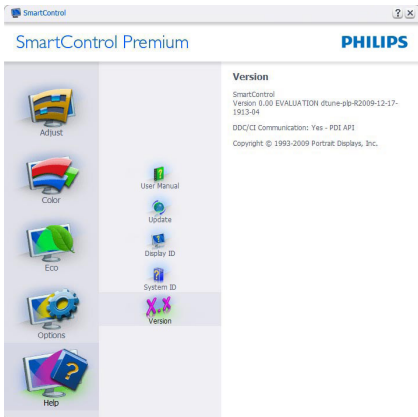 SmartControl
SmartControl Premium
PHILIPS
Adjust
Color
Eco
Options
Help
User Manual
Update
Display ID
System ID
X.X
Version
Version
SmartControl
Version 0.00 EVALUATION dtune-plp-R2009-12-17-
1913-04
DDC/CI Communication: Yes - PDI API
Copyright © 1993-2009 Portrait Displays, Inc.